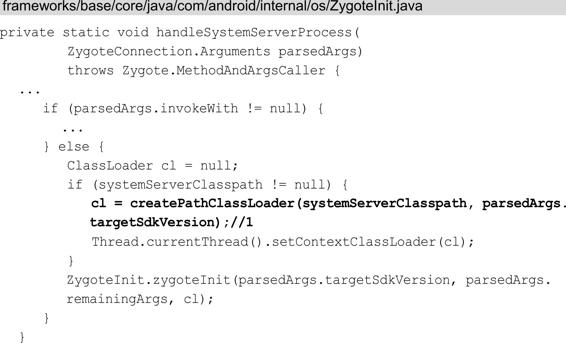 frameworks/base/core/java/com/android/internal/os/ZygoteInit.java
private static void handleSystemServerProcess(
ZygoteConnection.Arguments parsedArgs)
throws Zygote.MethodAndArgsCaller {
...
if (parsedArgs.invokeWith != null) {
...
} else {
ClassLoader cl = null;
if (systemServerClasspath != null) {
cl = createPathClassLoader(systemServerClasspath, parsedArgs.
targetSdkVersion);//1
Thread.currentThread().setContextClassLoader(cl);
}
ZygoteInit.zygoteInit(parsedArgs.targetSdkVersion, parsedArgs.
remainingArgs, cl);
}
}